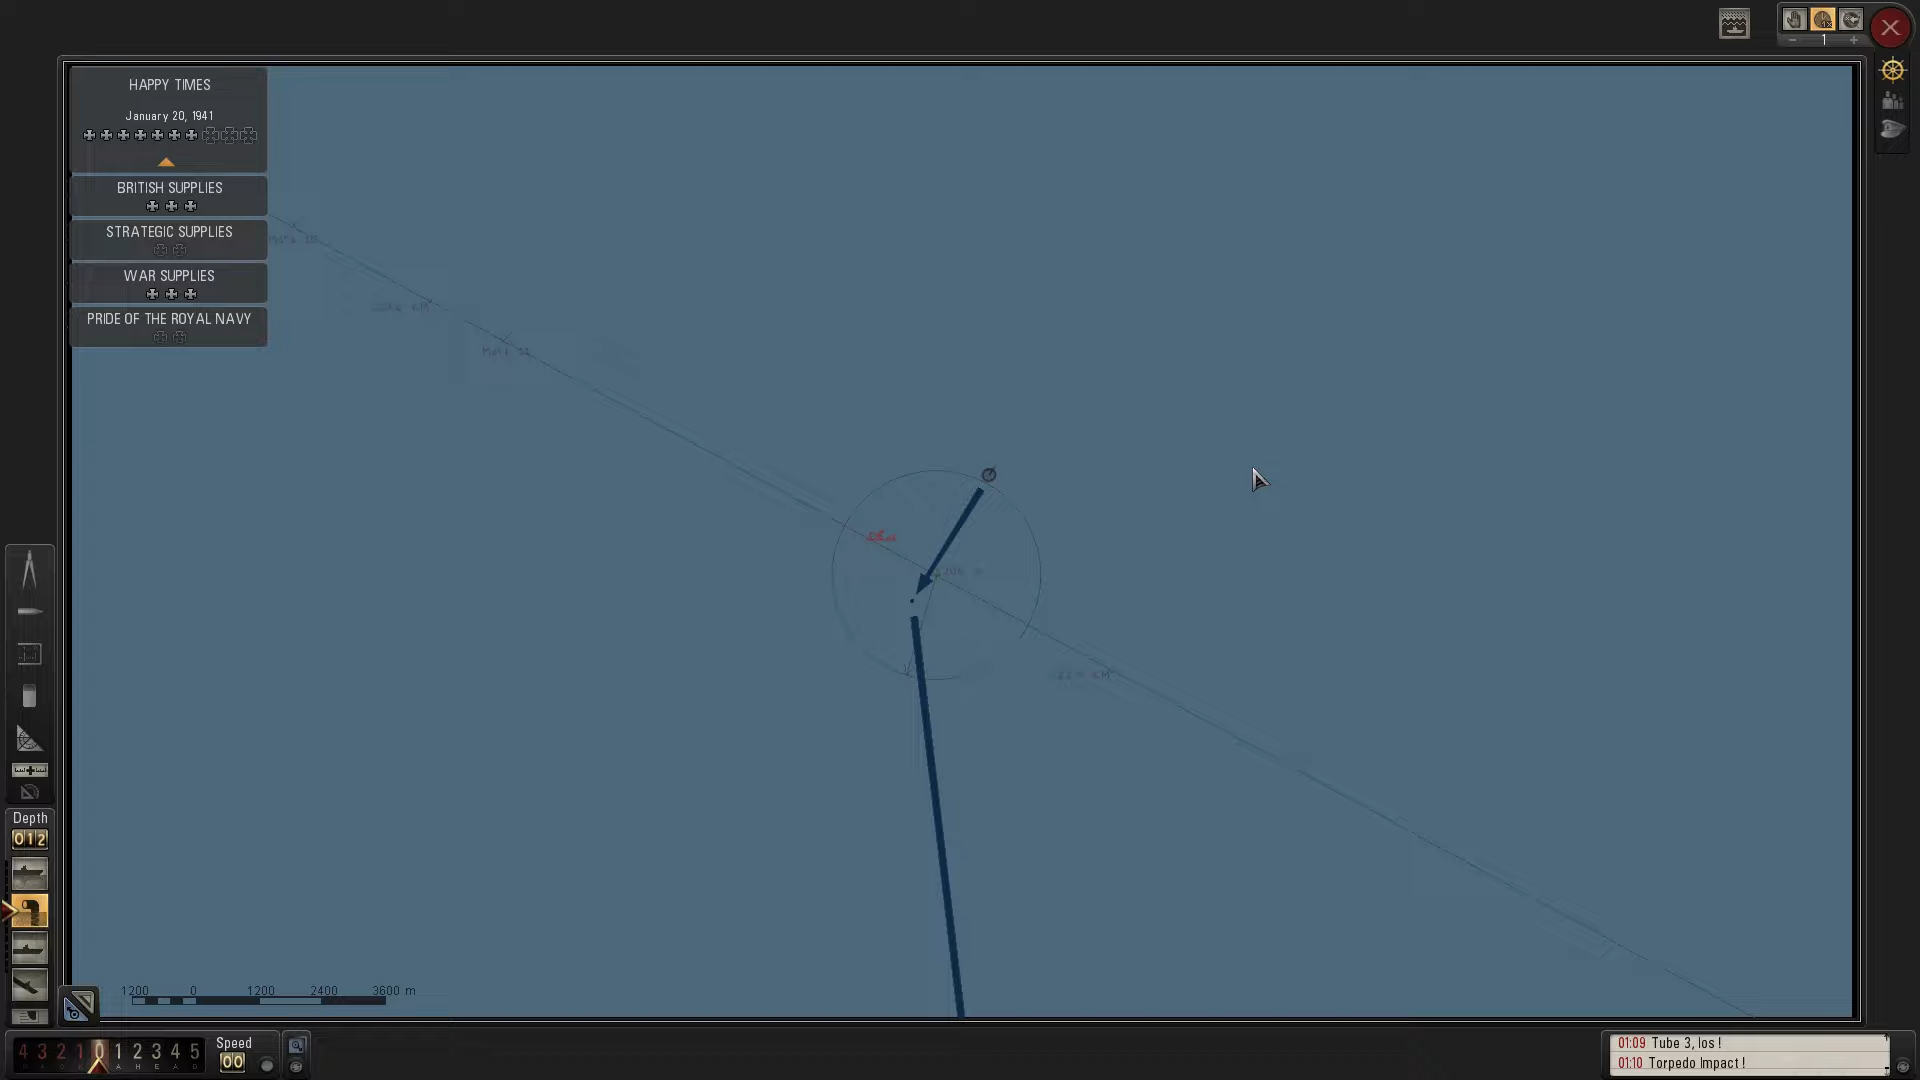 1
HAPPY TIMES
January 20, 1941
BRITISH SUPPLIES
STRATEGIC SUPPLIES
WAR SUPPLIES
PRIDE OF THE ROYAL NAVY
Depth
012
1200 0 1200 2400 3600 m
4 3 2 1 0 1 2 3 4 5
AHEAD
Speed
00
01:09 Tube 3, los !
01:10 Torpedo Impact !